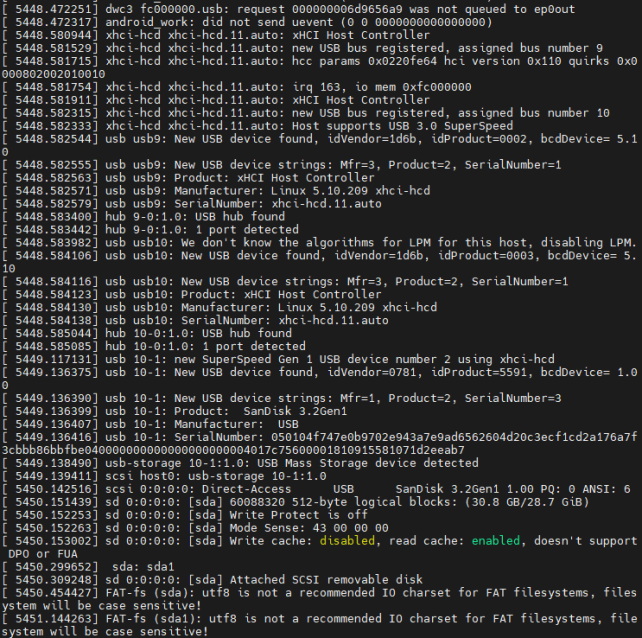 [ 5448.472251] dwc3 fc000000.usb: request 000000006d9656a9 was not queued to ep0out
[ 5448.472317] android_work: did not send uevent (0 0 0000000000000000)
[ 5448.580944] xhci-hcd xhci-hcd.11.auto: xHCI Host Controller
[ 5448.581529] xhci-hcd xhci-hcd.11.auto: new USB bus registered, assigned bus number 9
[ 5448.581715] xhci-hcd xhci-hcd.11.auto: hcc params 0x0220fe64 hci version 0x110 quirks 0x0
000802002010010
[ 5448.581754] xhci-hcd xhci-hcd.11.auto: irq 163, io mem 0xfc000000
[ 5448.581911] xhci-hcd xhci-hcd.11.auto: xHCI Host Controller
[ 5448.582315] xhci-hcd xhci-hcd.11.auto: new USB bus registered, assigned bus number 10
[ 5448.582333] xhci-hcd xhci-hcd.11.auto: Host supports USB 3.0 SuperSpeed
[ 5448.582544] usb usb9: New USB device found, idVendor=1d6b, idProduct=0002, bcdDevice= 5.1
0
[ 5448.582555] usb usb9: New USB device strings: Mfr=3, Product=2, SerialNumber=1
[ 5448.582563] usb usb9: Product: xHCI Host Controller
[ 5448.582571] usb usb9: Manufacturer: Linux 5.10.209 xhci-hcd
[ 5448.582579] usb usb9: SerialNumber: xhci-hcd.11.auto
[ 5448.583400] hub 9-0:1.0: USB hub found
[ 5448.583442] hub 9-0:1.0: 1 port detected
[ 5448.583982] usb usb10: We don't know the algorithms for LPM for this host, disabling LPM.
[ 5448.584106] usb usb10: New USB device found, idVendor=1d6b, idProduct=0003, bcdDevice= 5.
10
[ 5448.584116] usb usb10: New USB device strings: Mfr=3, Product=2, SerialNumber=1
[ 5448.584123] usb usb10: Product: xHCI Host Controller
[ 5448.584130] usb usb10: Manufacturer: Linux 5.10.209 xhci-hcd
[ 5448.584138] usb usb10: SerialNumber: xhci-hcd.11.auto
[ 5448.585044] hub 10-0:1.0: USB hub found
[ 5448.585085] hub 10-0:1.0: 1 port detected
[ 5449.117131] usb 10-1: new SuperSpeed Gen 1 USB device number 2 using xhci-hcd
[ 5449.136375] usb 10-1: New USB device found, idVendor=0781, idProduct=5591, bcdDevice= 1.0
0
[ 5449.136390] usb 10-1: New USB device strings: Mfr=1, Product=2, SerialNumber=3
[ 5449.136399] usb 10-1: Product:  SanDisk 3.2Gen1
[ 5449.136407] usb 10-1: Manufacturer:  USB
[ 5449.136416] usb 10-1: SerialNumber: 050104f747e0b9702e943a7e9ad6562604d20c3ecf1cd2a176a7f
3cbbb86bbfbe0400000000000000000000004017c75600001810915581071d2eeab7
[ 5449.138490] usb-storage 10-1:1.0: USB Mass Storage device detected
[ 5449.139411] scsi host0: usb-storage 10-1:1.0
[ 5450.142516] scsi 0:0:0:0: Direct-Access      USB      SanDisk 3.2Gen1 1.00 PQ: 0 ANSI: 6
[ 5450.151439] sd 0:0:0:0: [sda] 60088320 512-byte logical blocks: (30.8 GB/28.7 GiB)
[ 5450.152253] sd 0:0:0:0: [sda] Write Protect is off
[ 5450.152263] sd 0:0:0:0: [sda] Mode Sense: 43 00 00 00
[ 5450.153002] sd 0:0:0:0: [sda] Write cache: disabled, read cache: enabled, doesn't support
 DPO or FUA
[ 5450.299652]  sda: sda1
[ 5450.309248] sd 0:0:0:0: [sda] Attached SCSI removable disk
[ 5450.454427] FAT-fs (sda): utf8 is not a recommended IO charset for FAT filesystems, files
ystem will be case sensitive!
[ 5451.144263] FAT-fs (sda1): utf8 is not a recommended IO charset for FAT filesystems, file
system will be case sensitive!